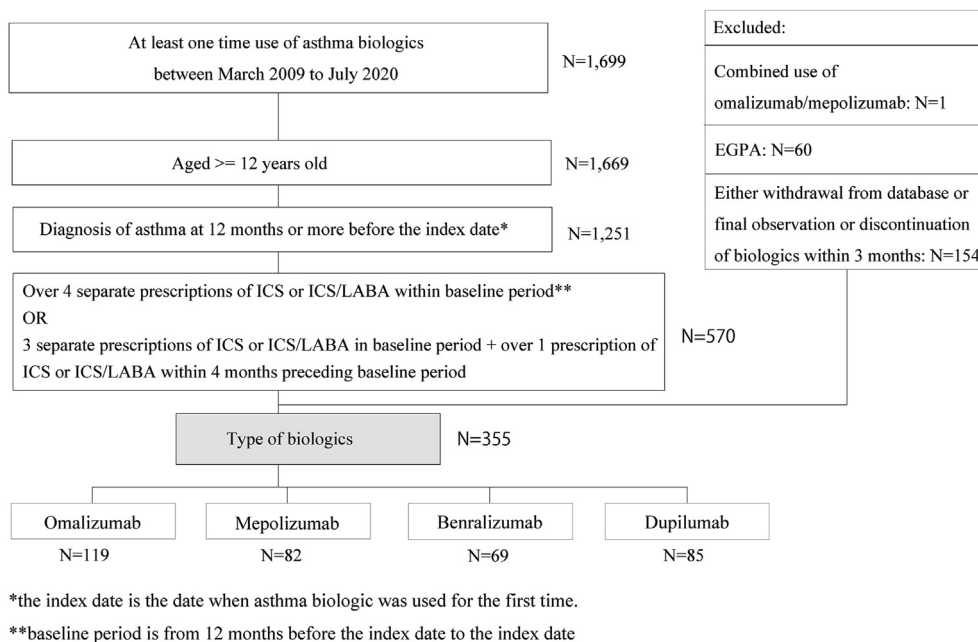 At least one time use of asthma biologics
between March 2009 to July 2020
N=1,699
Aged >= 12 years old
N=1,669
Diagnosis of asthma at 12 months or more before the index date*
N=1,251
Over 4 separate prescriptions of ICS or ICS/LABA within baseline period**
OR
3 separate prescriptions of ICS or ICS/LABA in baseline period + over 1 prescription of
ICS or ICS/LABA within 4 months preceding baseline period
N=570
Excluded:
Combined use of
omalizumab/mepolizumab: N=1
EGPA: N=60
Either withdrawal from database or
final observation or discontinuation
of biologics within 3 months: N=154
Type of biologics
N=355
Omalizumab
N=119
Mepolizumab
N=82
Benralizumab
N=69
Dupilumab
N=85
*the index date is the date when asthma biologic was used for the first time.
**baseline period is from 12 months before the index date to the index date